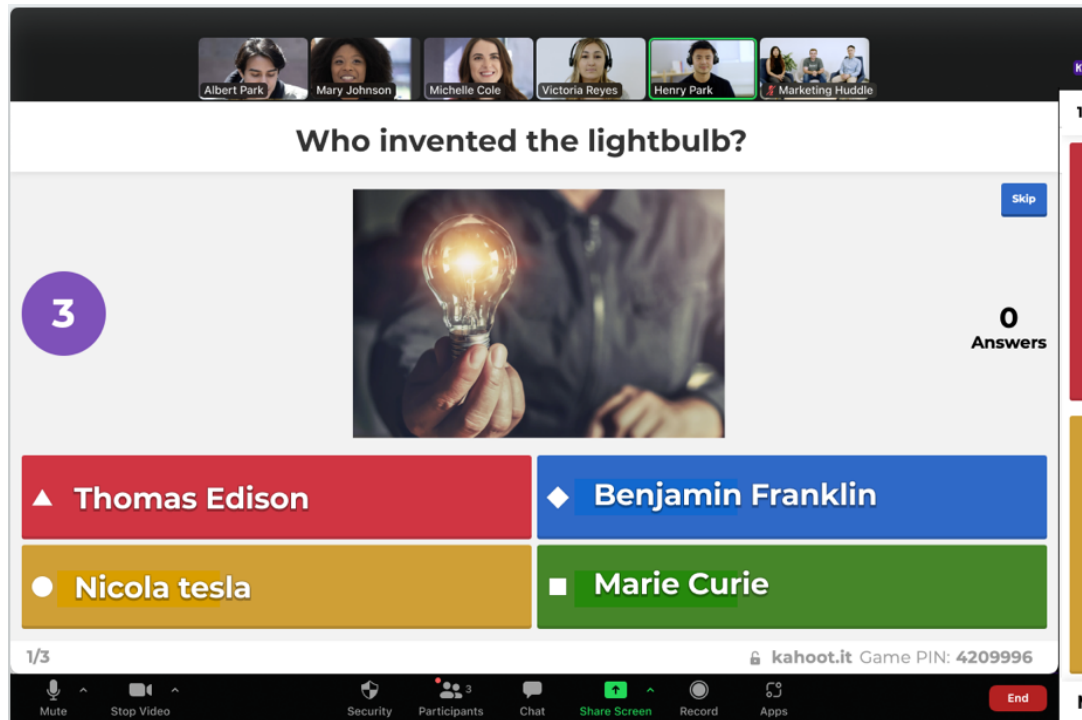 Albert Park
Mary Johnson
Michelle Cole
Victoria Reyes
Henry Park
Marketing Huddle
Who invented the lightbulb?
Skip
3
0
Answers
Thomas Edison
Benjamin Franklin
Nicola tesla
Marie Curie
1/3
kahoot.it Game PIN: 4209996
Mute
Stop Video
Security
Participants
3
Chat
Share Screen
Record
Apps
End